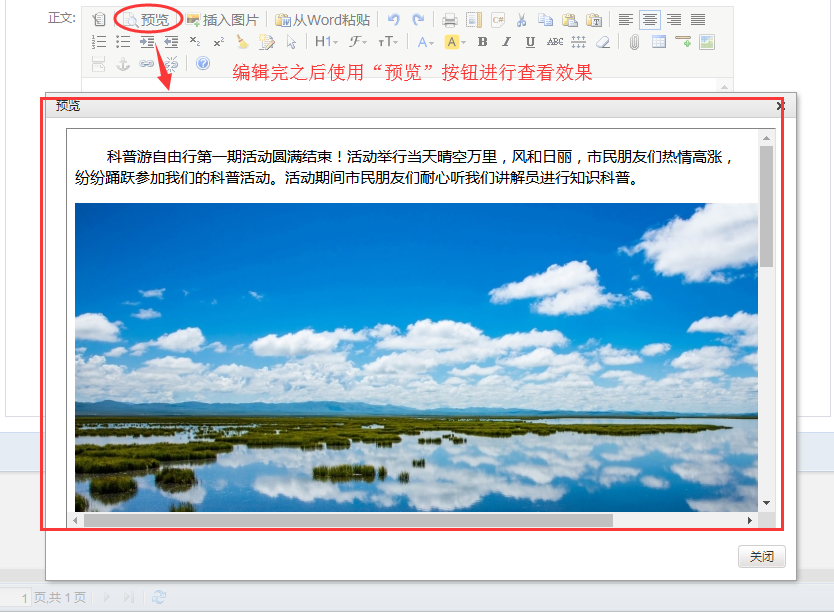 正文:
预览 插入图片 从Word粘贴
H1 F TT A A B I U ABC
编辑完之后使用“预览”按钮进行查看效果
预览
科普游自由行第一期活动圆满结束！活动举行当天晴空万里，风和日丽，市民朋友们热情高涨，
纷纷踊跃参加我们的科普活动。活动期间市民朋友们耐心听我们讲解员进行知识科普。
关闭
1 页,共 1 页